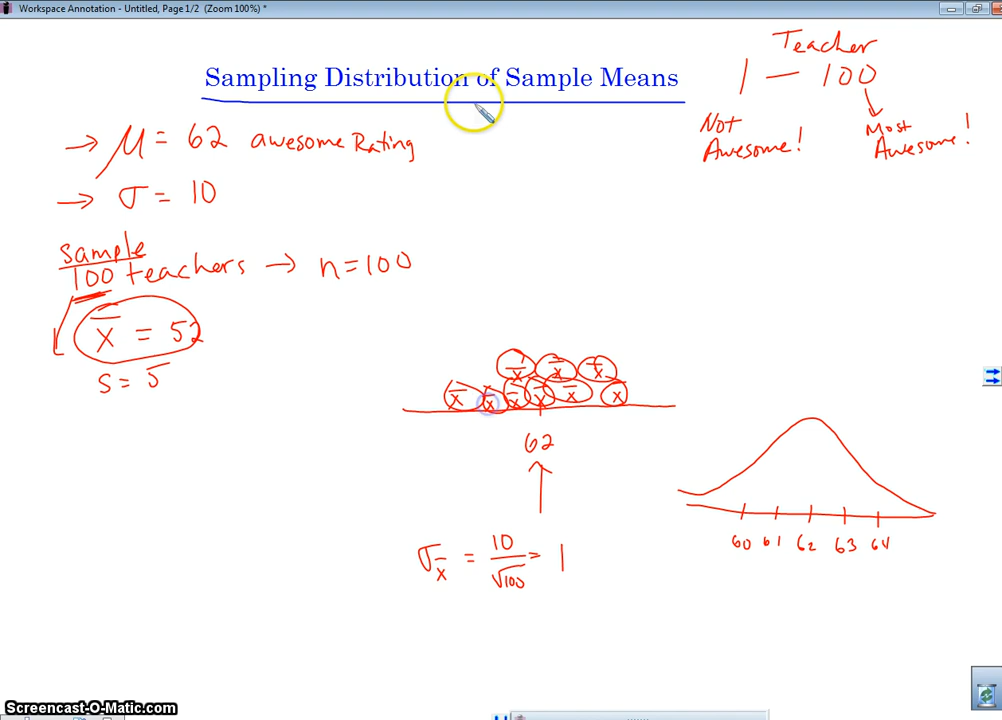 Workspace Annotation - Untitled, Page 1/2 (Zoom 100%) *
Teacher
1 — 100
Not Awesome!
Most Awesome!
Sampling Distribution of Sample Means
→ μ = 62 awesome Rating
→ σ = 10
sample
100 teachers → n = 100
x̄ = 52
s = 5
x̄ x̄ x̄
x̄ x̄ x̄ x̄ x̄ x
62
σx̄ = 10/√100 = 1
60 61 62 63 64
Screencast-O-Matic.com